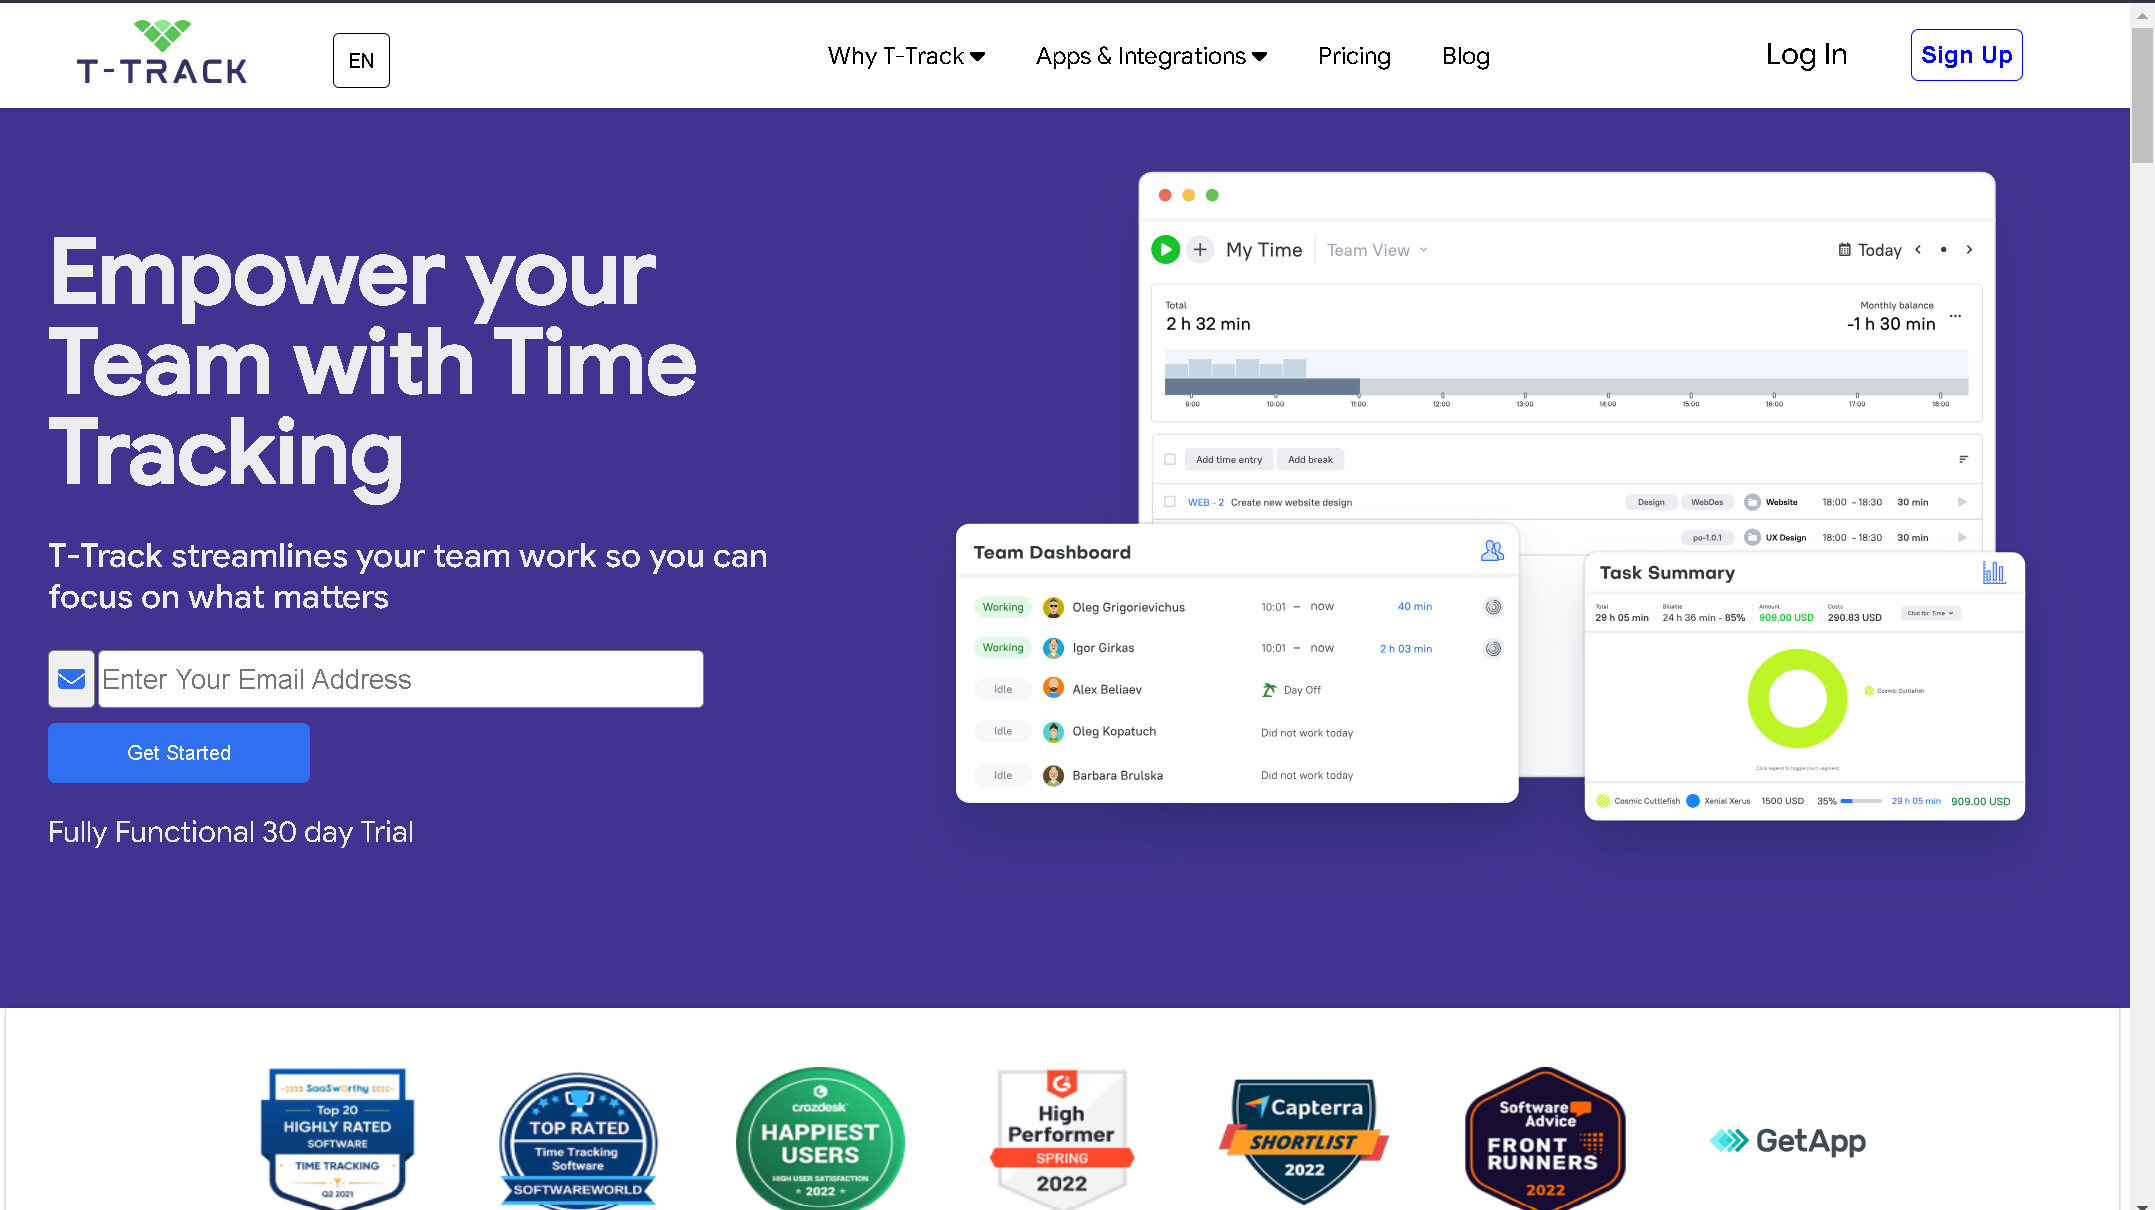 T-TRACK
EN
Why T-Track
Apps & Integrations
Pricing
Blog
Log In
Sign Up
Empower your
Team with Time
Tracking
T-Track streamlines your team work so you can
focus on what matters
Enter Your Email Address
Get Started
Fully Functional 30 day Trial
My Time
Team View
Today
Total
2 h 32 min
Monthly balance
-1 h 30 min
9:00 10:00 11:00 12:00 13:00 14:00 15:00 16:00 17:00 18:00
Add time entry Add break
WEB - 2 Create new website design Design WebDes Website 18:00 - 18:30 30 min
po-1.0.1 UX Design 18:00 - 18:30 30 min
Team Dashboard
Working Oleg Grigorievichus 10:01 – now 40 min
Working Igor Girkas 10:01 – now 2 h 03 min
Idle Alex Beliaev Day Off
Idle Oleg Kopatuch Did not work today
Idle Barbara Brulska Did not work today
Task Summary
Total Billable Amount Costs
29 h 05 min 24 h 36 min - 85% 909.00 USD 290.83 USD Chat for: Time
Cosmic Cuttlefish
Click legend to toggle chart segment.
Cosmic Cuttlefish Xenial Xerus 1500 USD 35% 29 h 05 min 909.00 USD
SaaSworthy
Top 20
HIGHLY RATED
SOFTWARE
TIME TRACKING
Q2 2021
TOP RATED
Time Tracking
Software
SOFTWAREWORLD
crozdesk
HAPPIEST
USERS
HIGH USER SATISFACTION
2022
High
Performer
SPRING
2022
Capterra
SHORTLIST
2022
Software
Advice
FRONT
RUNNERS
2022
GetApp